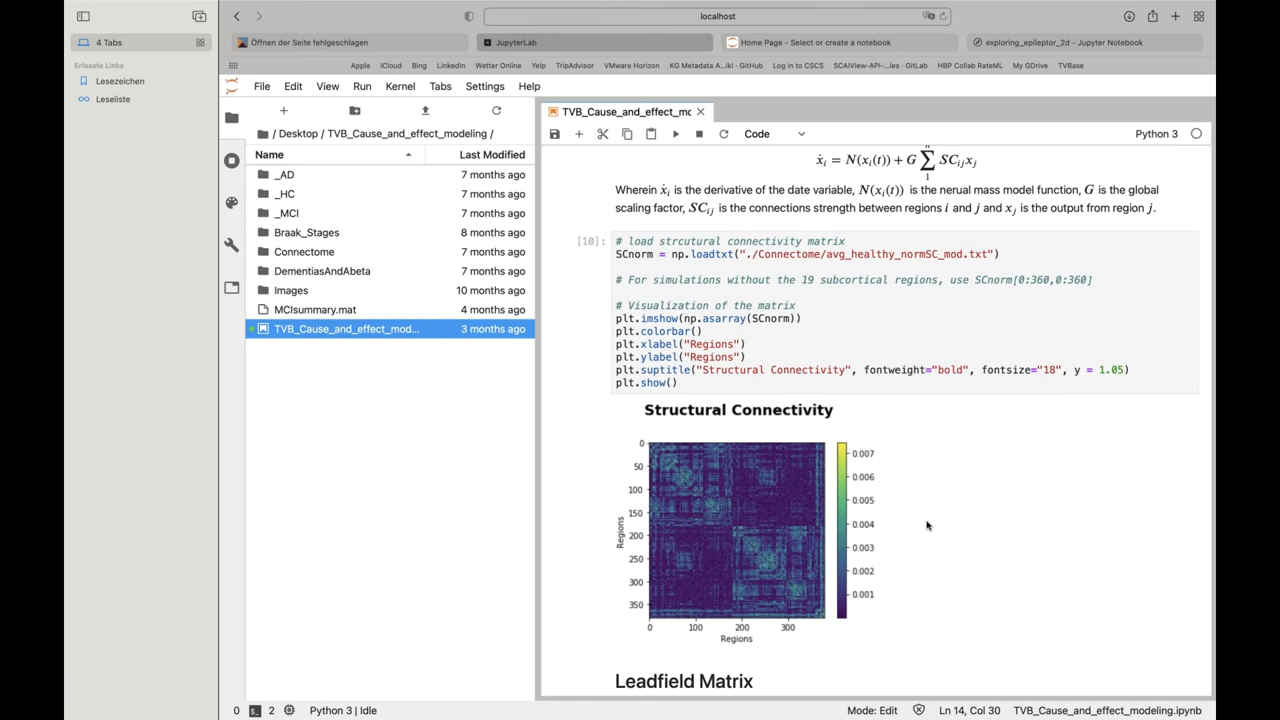 4 Tabs
localhost
Erfasste Links
Lesezeichen
Leseliste
Öffnen der Seite fehlgeschlagen
JupyterLab
Home Page - Select or create a notebook
exploring_epileptor_2d - Jupyter Notebook
Apple iCloud Bing LinkedIn Wetter Online Yelp TripAdvisor VMware Horizon KG Metadata A...iki · GitHub Log in to CSCS SCAIView-API-...les · GitLab HBP Collab RateML My GDrive TVBase
File Edit View Run Kernel Tabs Settings Help
/ Desktop / TVB_Cause_and_effect_modeling /
Name Last Modified
_AD 7 months ago
_HC 7 months ago
_MCI 7 months ago
Braak_Stages 8 months ago
Connectome 7 months ago
DementiasAndAbeta 7 months ago
Images 10 months ago
MCIsummary.mat 4 months ago
TVB_Cause_and_effect_mod... 3 months ago
TVB_Cause_and_effect_mc
Code Python 3
ẋᵢ = N(xᵢ(t)) + G ∑ SCᵢⱼxⱼ
1
Wherein ẋᵢ is the derivative of the date variable, N(xᵢ(t)) is the nerual mass model function, G is the global
scaling factor, SCᵢⱼ is the connections strength between regions i and j and xⱼ is the output from region j.
[10]:
# load strcutural connectivity matrix
SCnorm = np.loadtxt("./Connectome/avg_healthy_normSC_mod.txt")
# For simulations without the 19 subcortical regions, use SCnorm[0:360,0:360]
# Visualization of the matrix
plt.imshow(np.asarray(SCnorm))
plt.colorbar()
plt.xlabel("Regions")
plt.ylabel("Regions")
plt.suptitle("Structural Connectivity", fontweight="bold", fontsize="18", y = 1.05)
plt.show()
Structural Connectivity
0
50
100
150
200
250
300
350
Regions
0 100 200 300
Regions
0.007
0.006
0.005
0.004
0.003
0.002
0.001
Leadfield Matrix
0 2 Python 3 | Idle
Mode: Edit Ln 14, Col 30 TVB_Cause_and_effect_modeling.ipynb